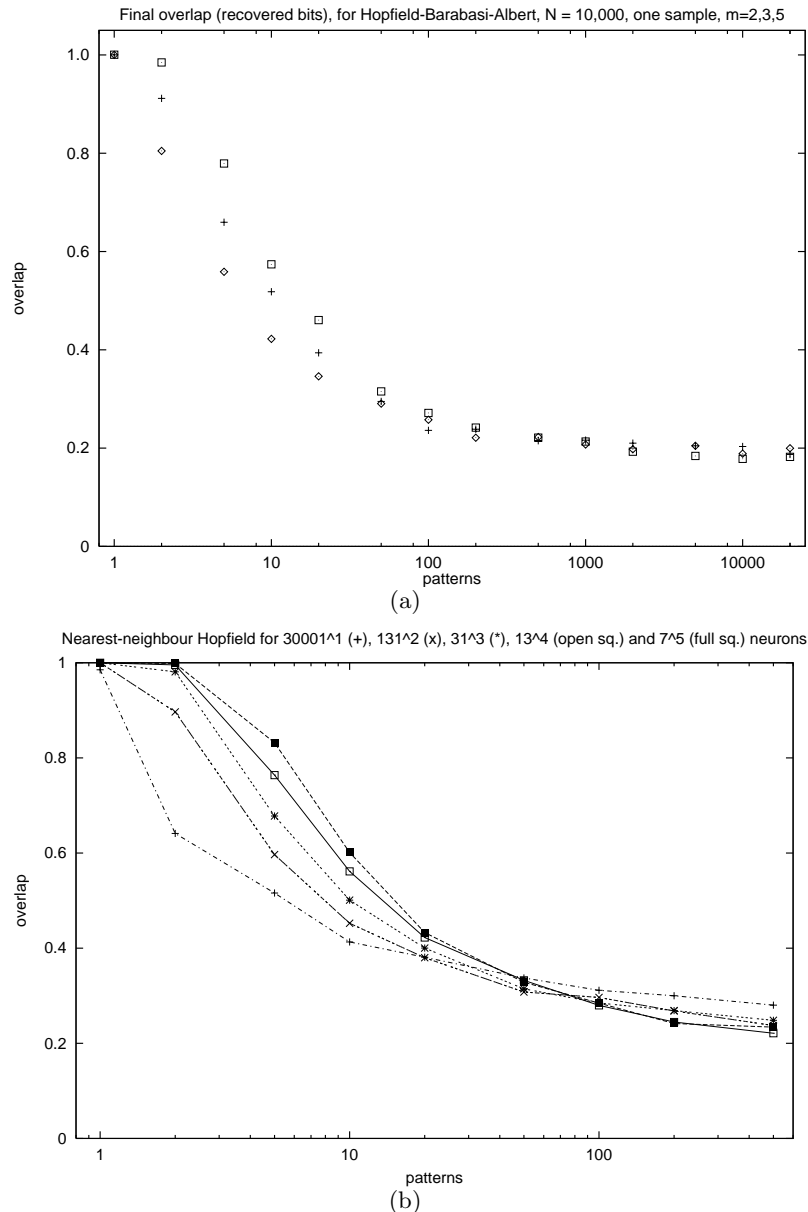 Final overlap (recovered bits), for Hopfield-Barabasi-Albert, N = 10,000, one sample, m=2,3,5
1.0
0.8
0.6
0.4
0.2
0
overlap
1 10 100 1000 10000
patterns
(a)
Nearest-neighbour Hopfield for 30001^1 (+), 131^2 (x), 31^3 (*), 13^4 (open sq.) and 7^5 (full sq.) neurons
1
0.8
0.6
0.4
0.2
0
overlap
1 10 100
patterns
(b)